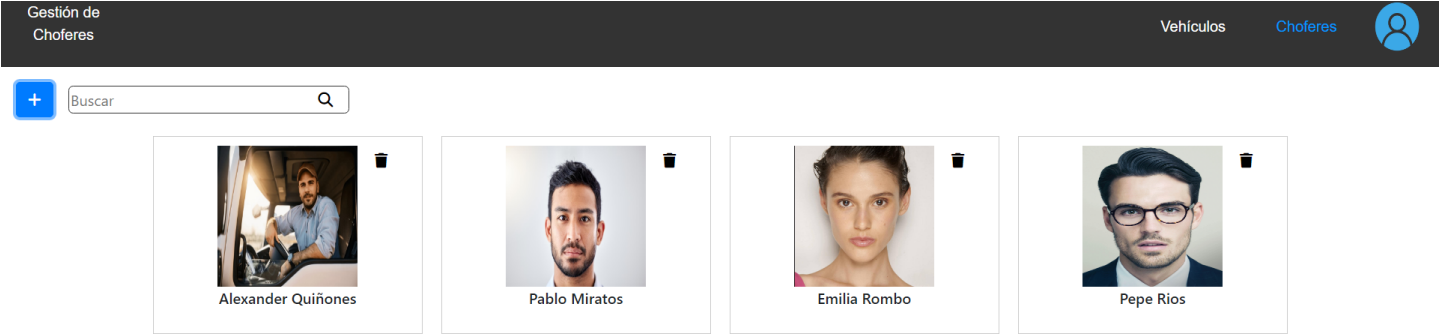 Gestión de
Choferes
Vehículos
Choferes
+
Buscar
Alexander Quiñones
Pablo Miratos
Emilia Rombo
Pepe Rios